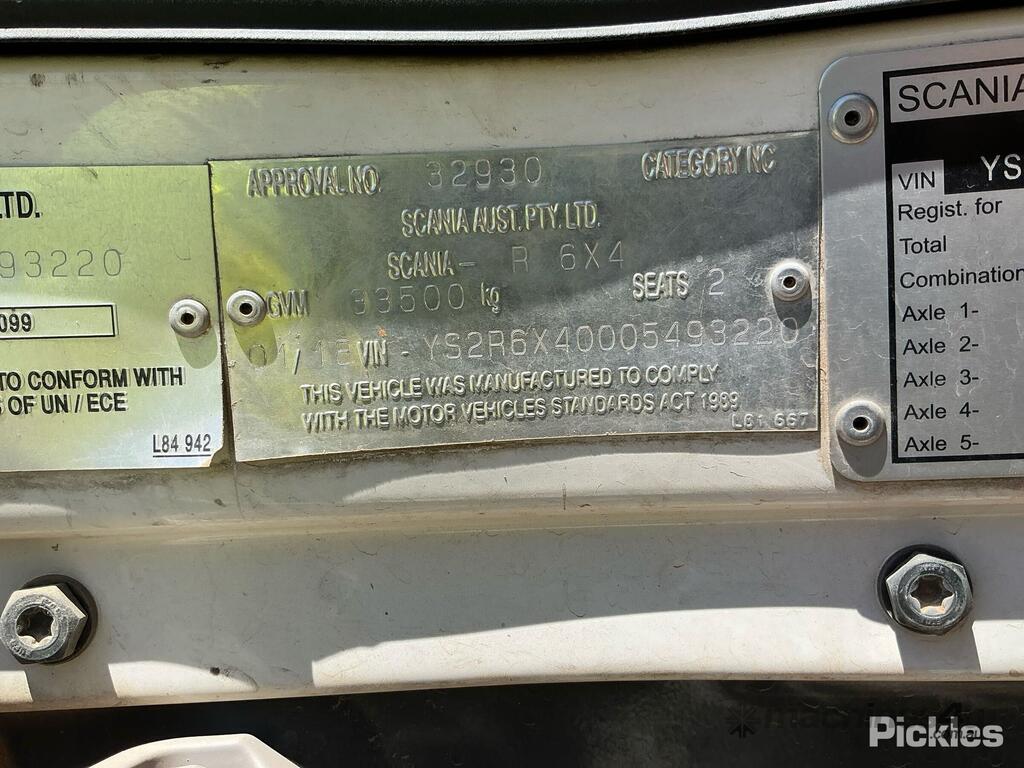 LTD.
93220
099
TO CONFORM WITH
S OF UN / ECE
L84 942
APPROVAL NO. 32930 CATEGORY NC
SCANIA AUST. PTY. LTD.
SCANIA - R 6X4
GVM 33500 kg SEATS 2
VIN - YS2R6X40005493220
THIS VEHICLE WAS MANUFACTURED TO COMPLY
WITH THE MOTOR VEHICLES STANDARDS ACT 1989
L81 667
SCANIA
VIN YS
Regist. for
Total
Combination
Axle 1-
Axle 2-
Axle 3-
Axle 4-
Axle 5-
Pickles